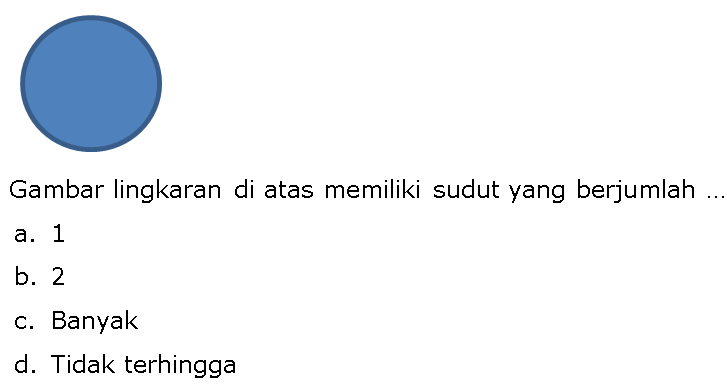 Gambar lingkaran di atas memiliki sudut yang berjumlah ...
a. 1
b. 2
c. Banyak
d. Tidak terhingga